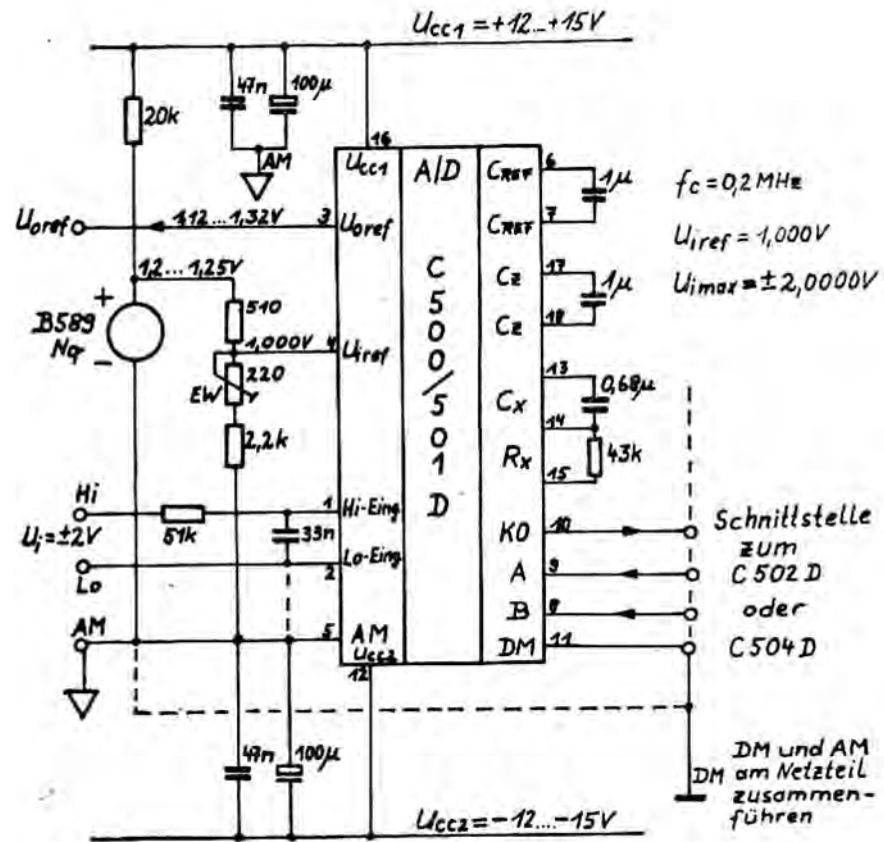 Ucc1 = +12...+15V
47n
100µ
20k
AM
16
Ucc1
A/D
CREF
6
1µ
fc = 0,2 MHz
Uoref
1,12...1,32V
3
Uoref
CREF
7
Uiref = 1,000V
1,2...1,25V
C500/501D
Cz
17
1µ
Uimax = ±2,0000V
+
B589
Nq
−
510
Cz
18
1,000V
4
Uiref
220
EW
13
0,68µ
Cx
14
2,2k
Rx
43k
15
Hi
1
Hi-Eing
51k
33n
Ui = ±2V
KO
10
Schnittstelle
zum
Lo
2
Lo-Eing
A
9
C502D
B
8
oder
AM
5
AM
DM
11
C504D
Ucc2
12
47n
100µ
DM
DM und AM
am Netzteil
zusammen-
führen
Ucc2 = −12...−15V